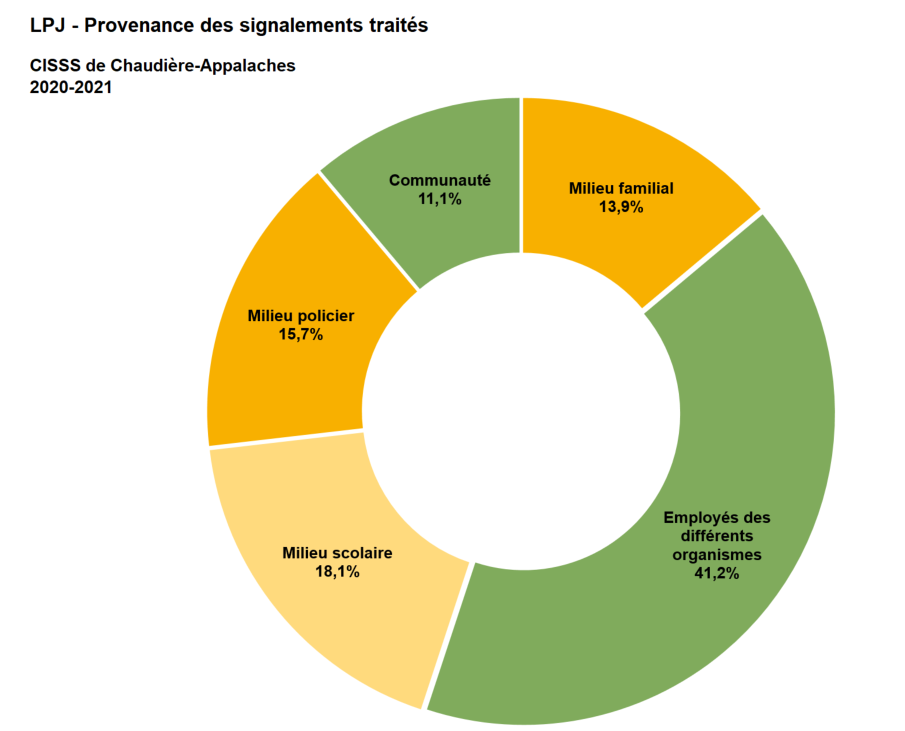 LPJ - Provenance des signalements traités
CISSS de Chaudière-Appalaches
2020-2021
Communauté
11,1%
Milieu familial
13,9%
Milieu policier
15,7%
Employés des
différents
organismes
41,2%
Milieu scolaire
18,1%